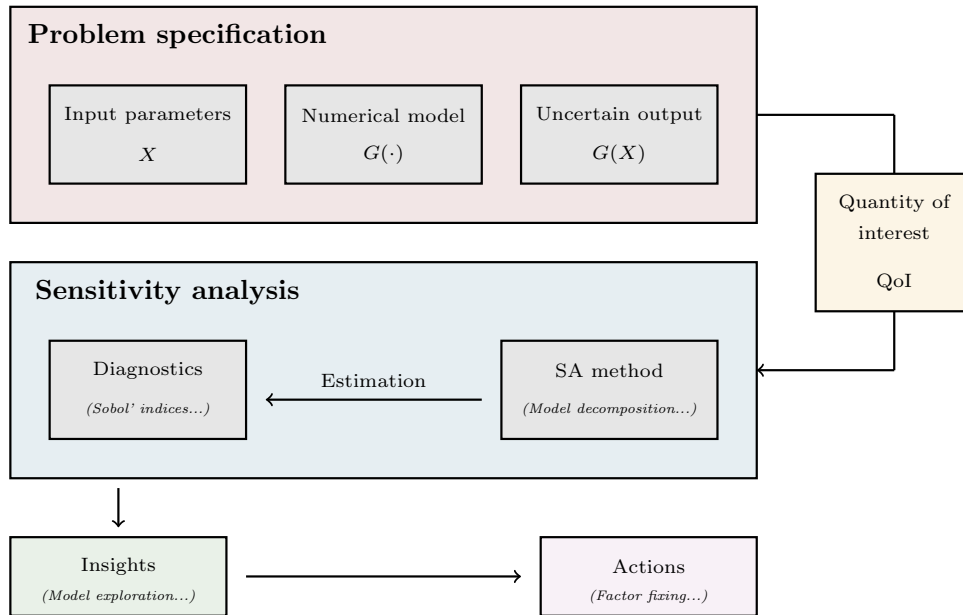 Problem specification
Input parameters
X
Numerical model
G(·)
Uncertain output
G(X)
Quantity of
interest
QoI
Sensitivity analysis
Diagnostics
(Sobol’ indices...)
Estimation
SA method
(Model decomposition...)
Insights
(Model exploration...)
Actions
(Factor fixing...)